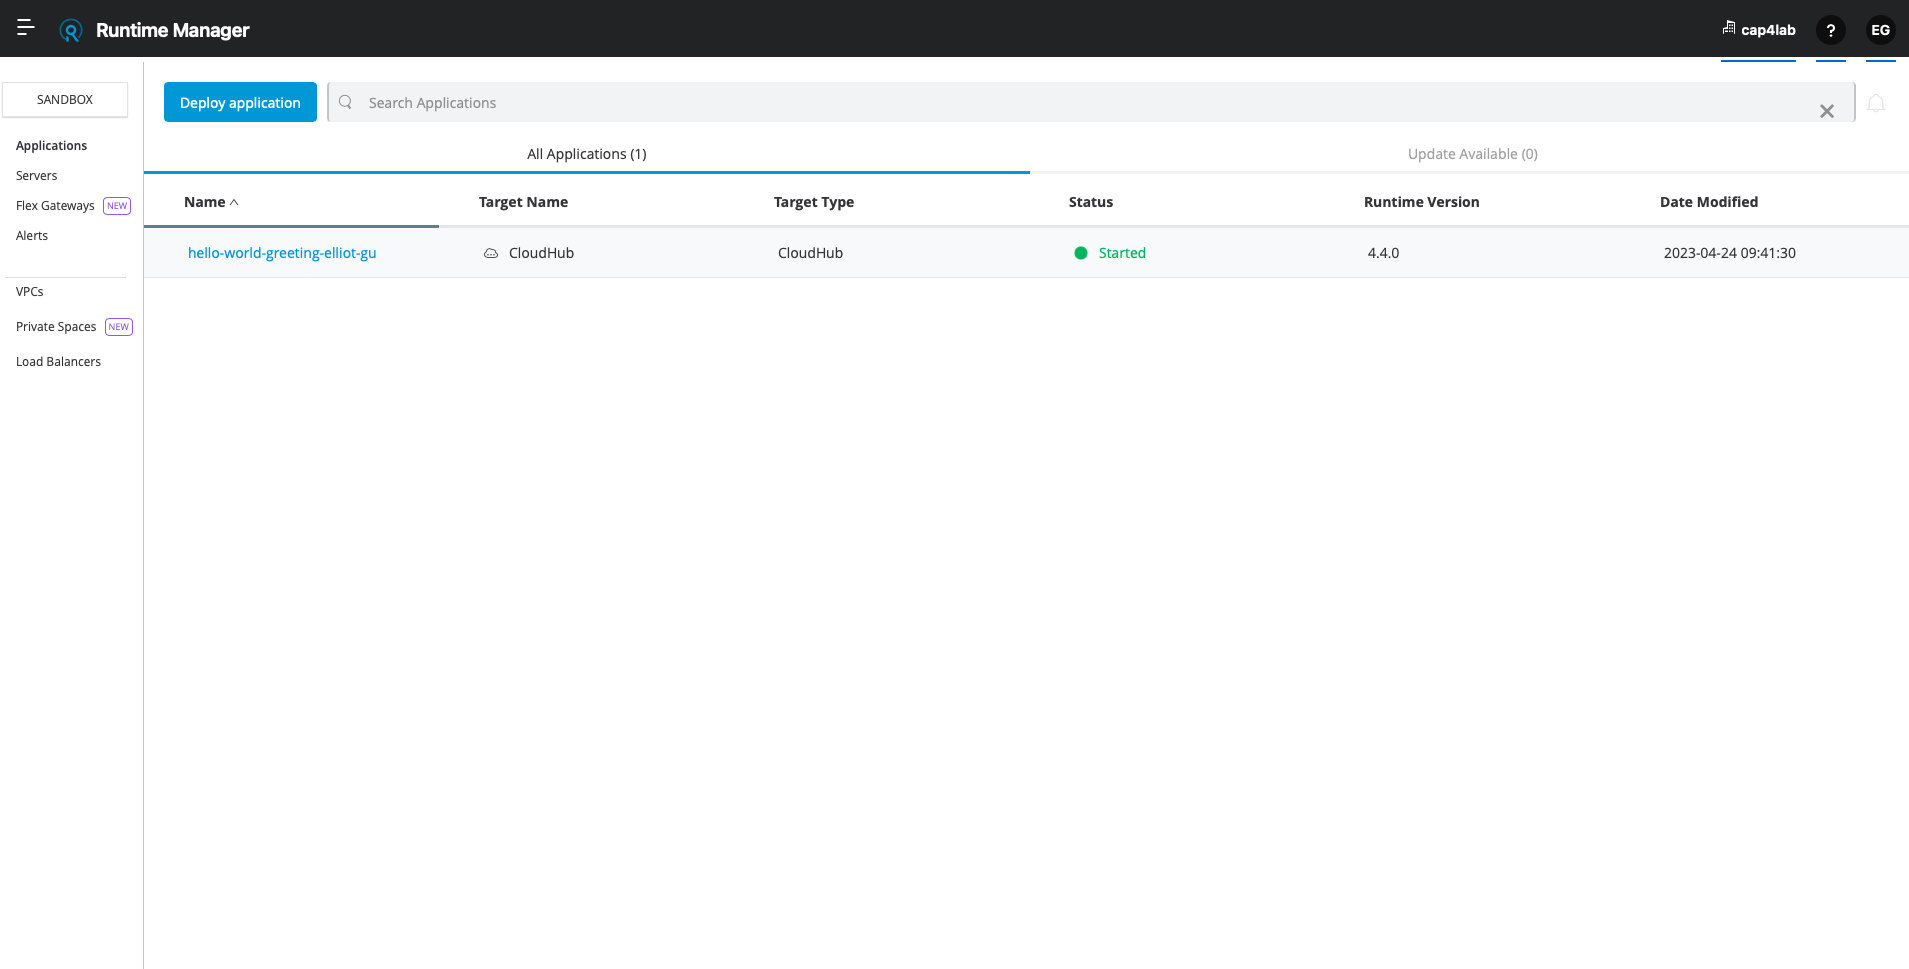 Runtime Manager
cap4lab
?
EG
SANDBOX
Applications
Servers
Flex Gateways NEW
Alerts
VPCs
Private Spaces NEW
Load Balancers
Deploy application
Search Applications
All Applications (1)
Update Available (0)
Name Target Name Target Type Status Runtime Version Date Modified
hello-world-greeting-elliot-gu CloudHub CloudHub Started 4.4.0 2023-04-24 09:41:30